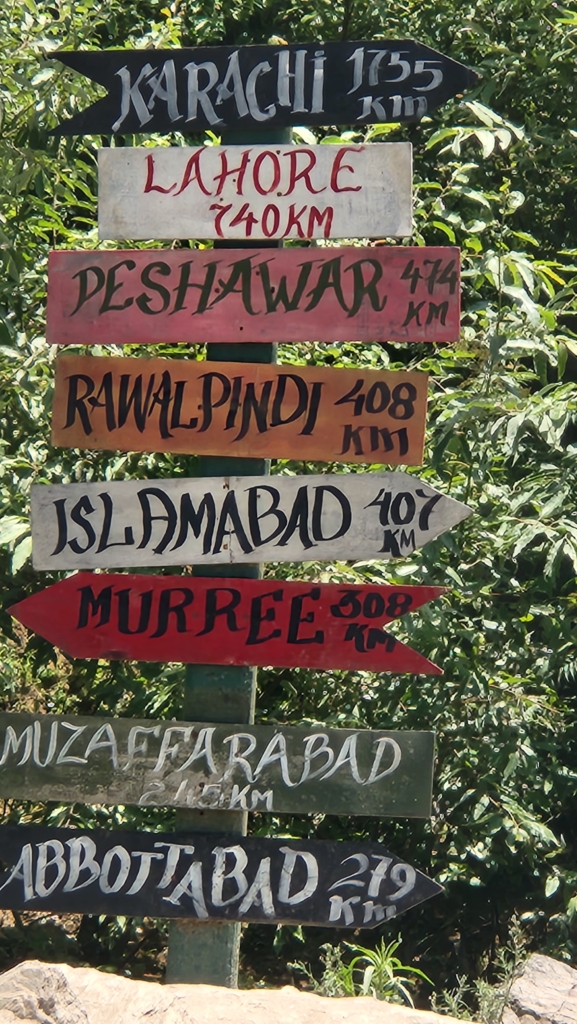 KARACHI 1755 KM
LAHORE
740KM
PESHAWAR 474 KM
RAWALPINDI 408 KM
ISLAMABAD 407 KM
MURREE 308 KM
MUZAFFARABAD
245KM
ABBOTTABAD 279 KM